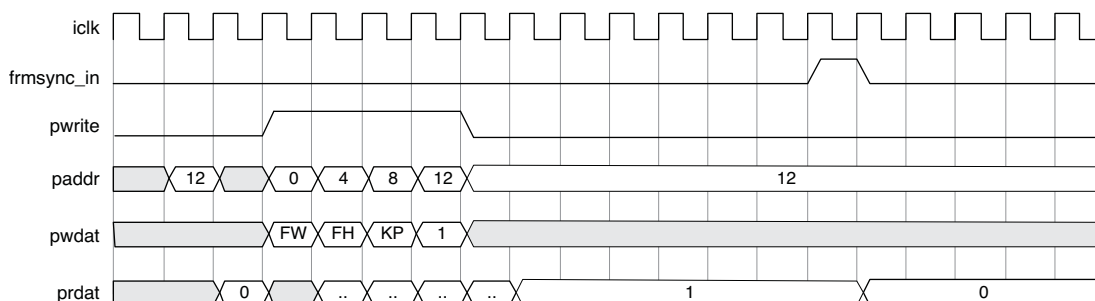 iclk
frmsync_in
pwrite
paddr 12 0 4 8 12 12
pwdat FW FH KP 1
prdat 0 .. .. .. .. 1 0